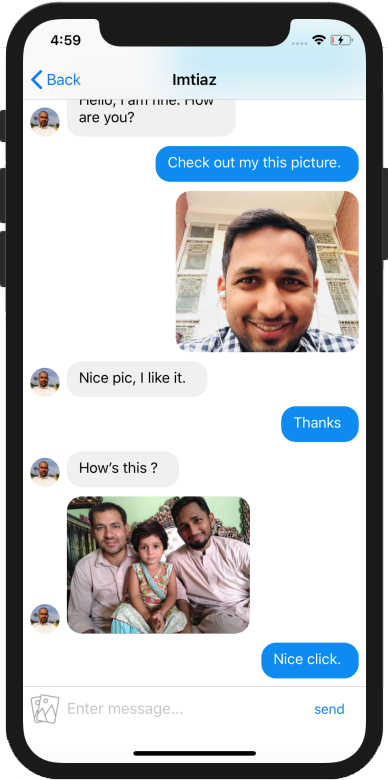 4:59
Back
Imtiaz
Hello, I am fine. How
are you?
Check out my this picture.
Nice pic, I like it.
Thanks
How's this ?
Nice click.
Enter message...
send